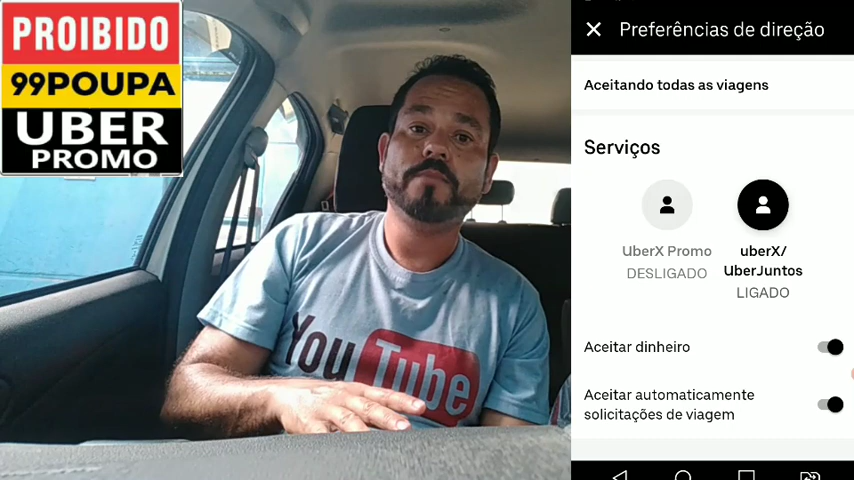 PROIBIDO
99POUPA
UBER
PROMO
YouTube
Preferências de direção
Aceitando todas as viagens
Serviços
UberX Promo
DESLIGADO
uberX/
UberJuntos
LIGADO
Aceitar dinheiro
Aceitar automaticamente
solicitações de viagem